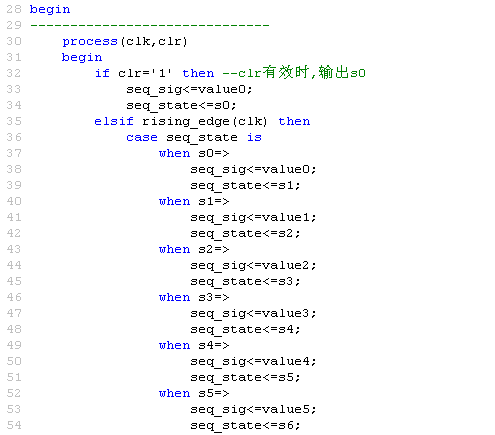 28 begin
29 ------------------------------
30     process(clk,clr)
31     begin
32         if clr='1' then --clr有效时,输出s0
33             seq_sig<=value0;
34             seq_state<=s0;
35         elsif rising_edge(clk) then
36             case seq_state is
37                 when s0=>
38                     seq_sig<=value0;
39                     seq_state<=s1;
40                 when s1=>
41                     seq_sig<=value1;
42                     seq_state<=s2;
43                 when s2=>
44                     seq_sig<=value2;
45                     seq_state<=s3;
46                 when s3=>
47                     seq_sig<=value3;
48                     seq_state<=s4;
49                 when s4=>
50                     seq_sig<=value4;
51                     seq_state<=s5;
52                 when s5=>
53                     seq_sig<=value5;
54                     seq_state<=s6;